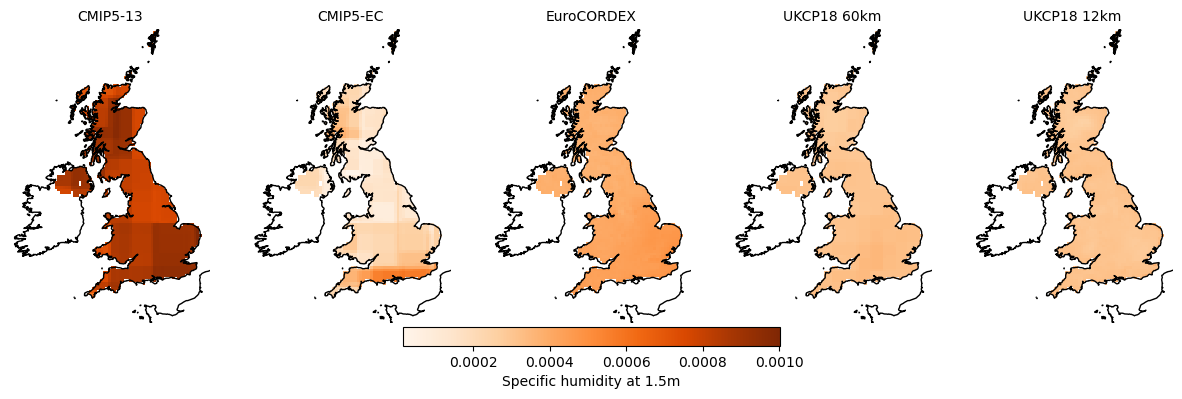 CMIP5-13 CMIP5-EC EuroCORDEX UKCP18 60km UKCP18 12km
0.0002 0.0004 0.0006 0.0008 0.0010
Specific humidity at 1.5m